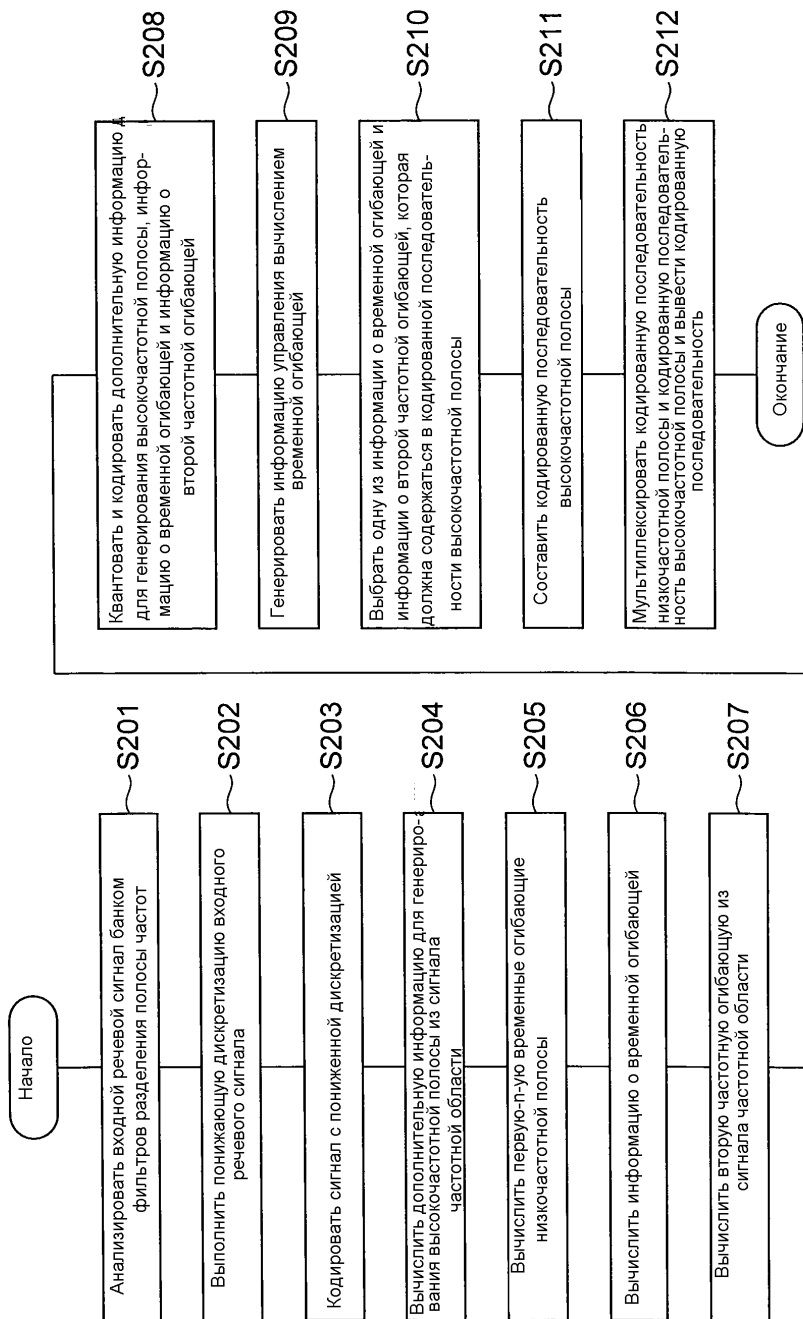 Начало
Анализировать входной речевой сигнал банком
фильтров разделения полосы частот
S201
Выполнить понижающую дискретизацию входного
речевого сигнала
S202
Кодировать сигнал с пониженной дискретизацией
S203
Вычислить дополнительную информацию для генериро-
вания высокочастотной полосы из сигнала
частотной области
S204
Вычислить первую-n-ую временные огибающие
низкочастотной полосы
S205
Вычислить информацию о временной огибающей
S206
Вычислить вторую частотную огибающую из
сигнала частотной области
S207
Квантовать и кодировать дополнительную информацию
для генерирования высокочастотной полосы, инфор-
мацию о временной огибающей и информацию о
второй частотной огибающей
S208
Генерировать информацию управления вычислением
временной огибающей
S209
Выбрать одну из информации о временной огибающей и
информации о второй частотной огибающей, которая
должна содержаться в кодированной последователь-
ности высокочастотной полосы
S210
Составить кодированную последовательность
высокочастотной полосы
S211
Мультиплексировать кодированную последовательность
низкочастотной полосы и кодированную последователь-
ность высокочастотной полосы и вывести кодированную
последовательность
S212
Окончание